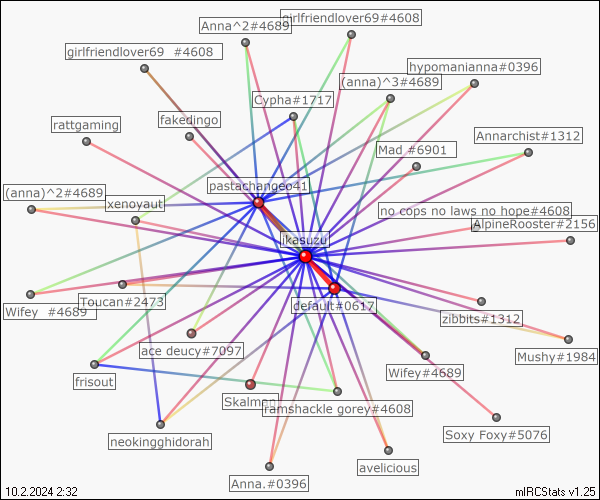 Anna^2#4689
girlfriendlover69#4608
girlfriendlover69 #4608
hypomanianna#0396
(anna)^3#4689
Cypha#1717
rattgaming
fakedingo
Annarchist#1312
Mad #6901
pastachangeo41
(anna)^2#4689
xenoyaut
no cops no laws no hope#4608
AlpineRooster#2156
ikasuzu
Wifey #4689
Toucan#2473
default#0617
zibbits#1312
ace deucy#7097
Mushy#1984
frisout
Wifey#4689
Skalman
ramshackle gorey#4608
neokingghidorah
Soxy Foxy#5076
Anna.#0396
avelicious
10.2.2024 2:32
mIRCStats v1.25